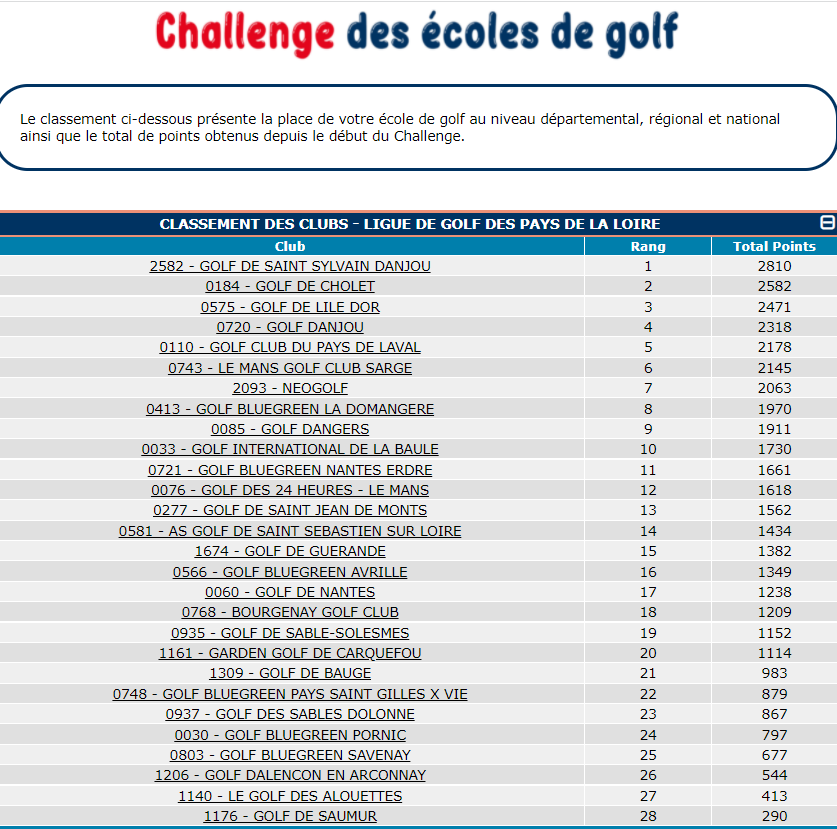 Challenge des écoles de golf
Le classement ci-dessous présente la place de votre école de golf au niveau départemental, régional et national
ainsi que le total de points obtenus depuis le début du Challenge.
CLASSEMENT DES CLUBS - LIGUE DE GOLF DES PAYS DE LA LOIRE
Club Rang Total Points
2582 - GOLF DE SAINT SYLVAIN DANJOU 1 2810
0184 - GOLF DE CHOLET 2 2582
0575 - GOLF DE LILE DOR 3 2471
0720 - GOLF DANJOU 4 2318
0110 - GOLF CLUB DU PAYS DE LAVAL 5 2178
0743 - LE MANS GOLF CLUB SARGE 6 2145
2093 - NEOGOLF 7 2063
0413 - GOLF BLUEGREEN LA DOMANGERE 8 1970
0085 - GOLF DANGERS 9 1911
0033 - GOLF INTERNATIONAL DE LA BAULE 10 1730
0721 - GOLF BLUEGREEN NANTES ERDRE 11 1661
0076 - GOLF DES 24 HEURES - LE MANS 12 1618
0277 - GOLF DE SAINT JEAN DE MONTS 13 1562
0581 - AS GOLF DE SAINT SEBASTIEN SUR LOIRE 14 1434
1674 - GOLF DE GUERANDE 15 1382
0566 - GOLF BLUEGREEN AVRILLE 16 1349
0060 - GOLF DE NANTES 17 1238
0768 - BOURGENAY GOLF CLUB 18 1209
0935 - GOLF DE SABLE-SOLESMES 19 1152
1161 - GARDEN GOLF DE CARQUEFOU 20 1114
1309 - GOLF DE BAUGE 21 983
0748 - GOLF BLUEGREEN PAYS SAINT GILLES X VIE 22 879
0937 - GOLF DES SABLES DOLONNE 23 867
0030 - GOLF BLUEGREEN PORNIC 24 797
0803 - GOLF BLUEGREEN SAVENAY 25 677
1206 - GOLF DALENCON EN ARCONNAY 26 544
1140 - LE GOLF DES ALOUETTES 27 413
1176 - GOLF DE SAUMUR 28 290